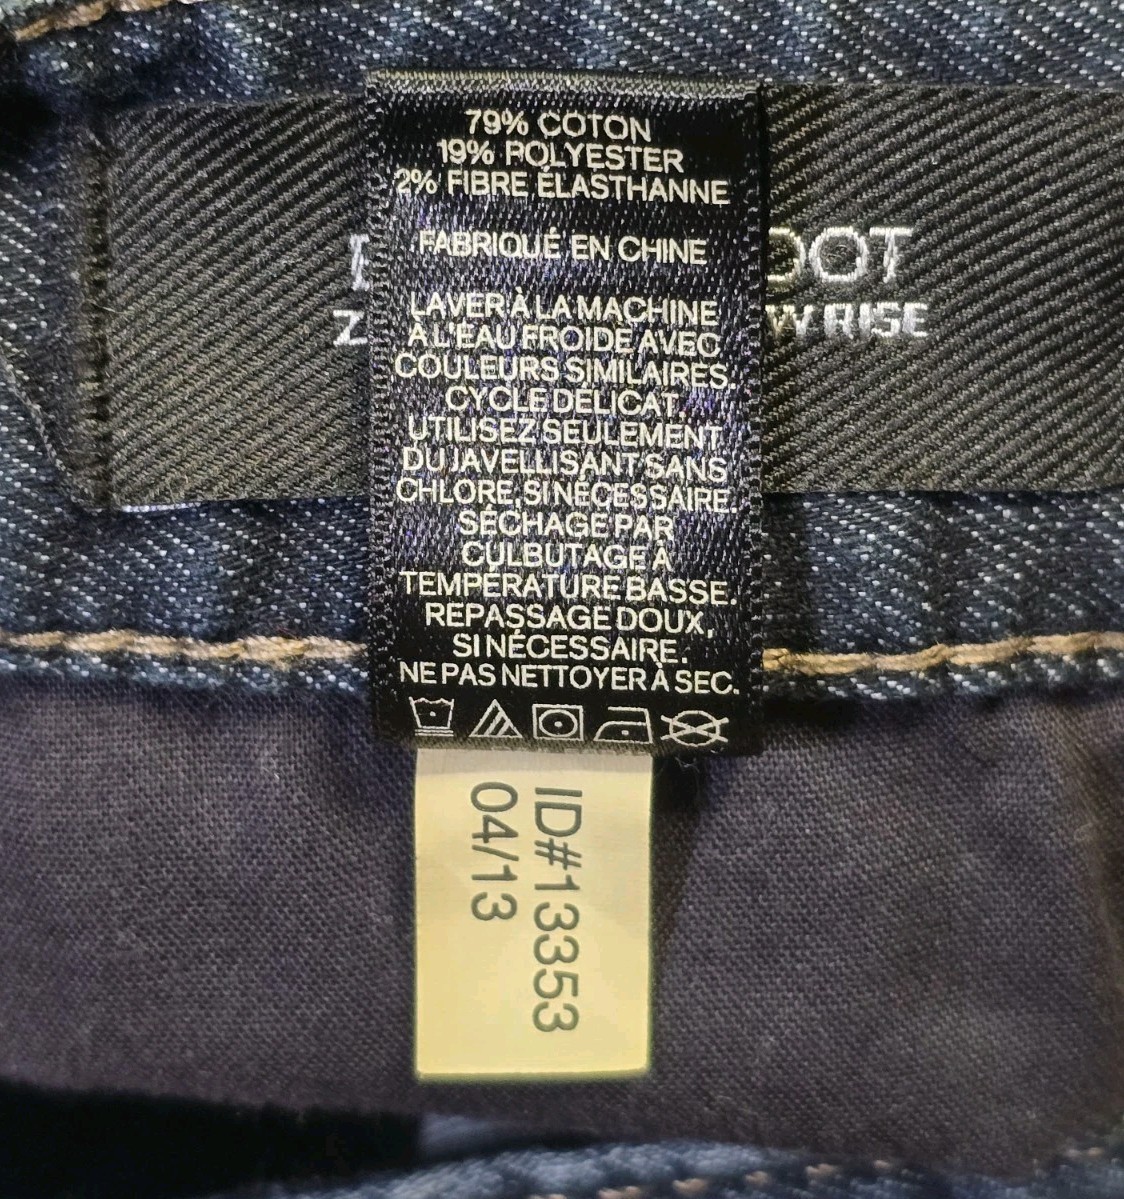 79% COTON
19% POLYESTER
2% FIBRE ÉLASTHANNE
FABRIQUÉ EN CHINE
LAVER À LA MACHINE
À L'EAU FROIDE AVEC
COULEURS SIMILAIRES.
CYCLE DÉLICAT.
UTILISEZ SEULEMENT
DU JAVELLISANT SANS
CHLORE, SI NÉCESSAIRE.
SÉCHAGE PAR
CULBUTAGE À
TEMPÉRATURE BASSE.
REPASSAGE DOUX,
SI NÉCESSAIRE.
NE PAS NETTOYER À SEC.
OOT
W RISE
ID#13353
04/13